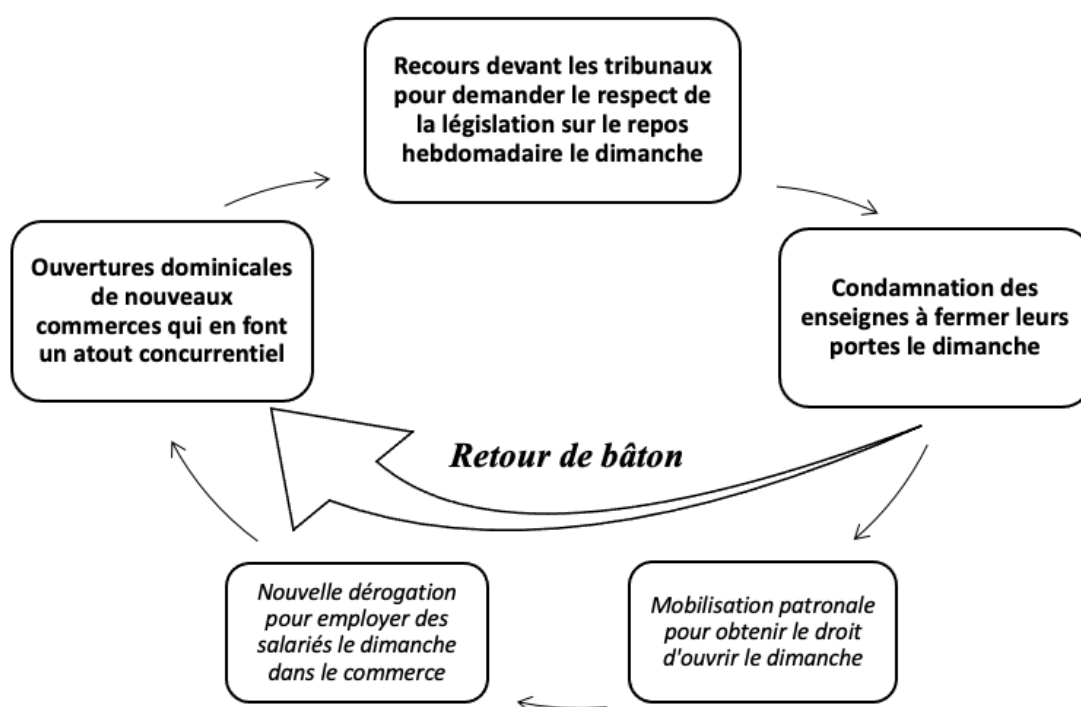 Recours devant les tribunaux
pour demander le respect de
la législation sur le repos
hebdomadaire le dimanche
Ouvertures dominicales
de nouveaux
commerces qui en font
un atout concurrentiel
Condamnation des
enseignes à fermer leurs
portes le dimanche
Retour de bâton
Nouvelle dérogation
pour employer des
salariés le dimanche
dans le commerce
Mobilisation patronale
pour obtenir le droit
d'ouvrir le dimanche